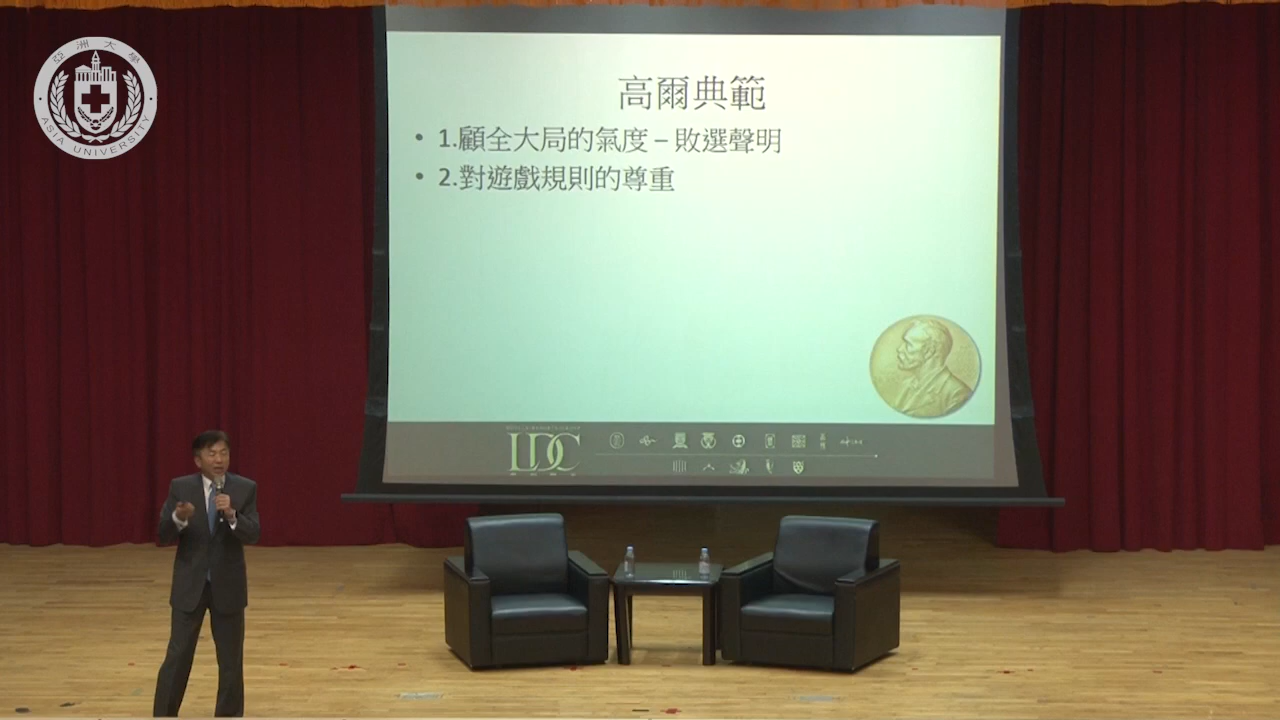 亞洲大學
ASIA UNIVERSITY
高爾典範
• 1.顧全大局的氣度 – 敗選聲明
• 2.對遊戲規則的尊重
LDC